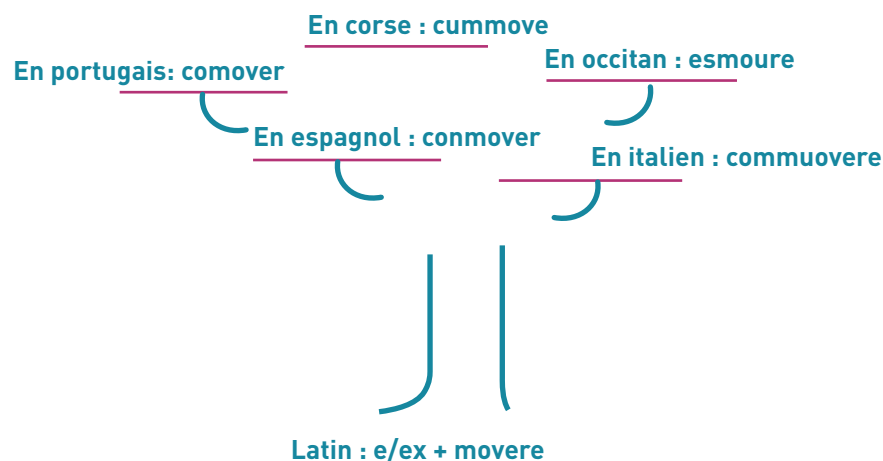 En corse : cummove
En occitan : esmoure
En portugais: comover
En espagnol : conmover
En italien : commuovere
Latin : e/ex + movere